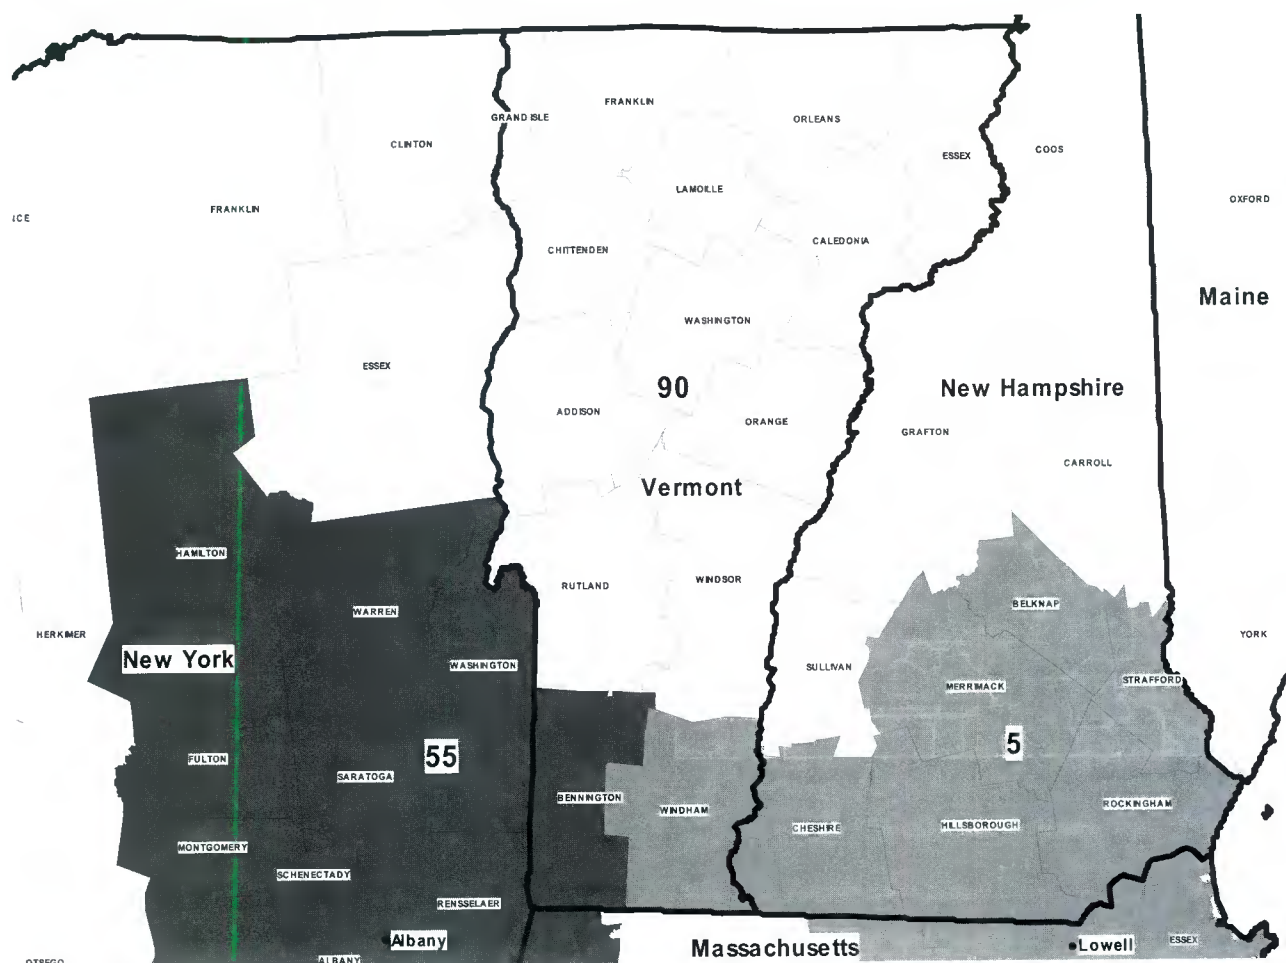 FRANKLIN
GRAND ISLE
ORLEANS
CLINTON
ESSEX
COOS
LAMOILLE
OXFORD
FRANKLIN
ICE
CALEDONIA
CHITTENDEN
Maine
WASHINGTON
ESSEX
90
New Hampshire
ADDISON
ORANGE
GRAFTON
CARROLL
Vermont
HAMILTON
RUTLAND
WINDSOR
BELKNAP
WARREN
HERKIMER
YORK
New York
WASHINGTON
SULLIVAN
STRAFFORD
MERRIMACK
55
5
FULTON
SARATOGA
BENNINGTON
WINDHAM
ROCKINGHAM
CHESHIRE
HILLSBOROUGH
MONTGOMERY
SCHENECTADY
RENSSELAER
Albany
Massachusetts
Lowell
ESSEX
OTSEGO
ALBANY